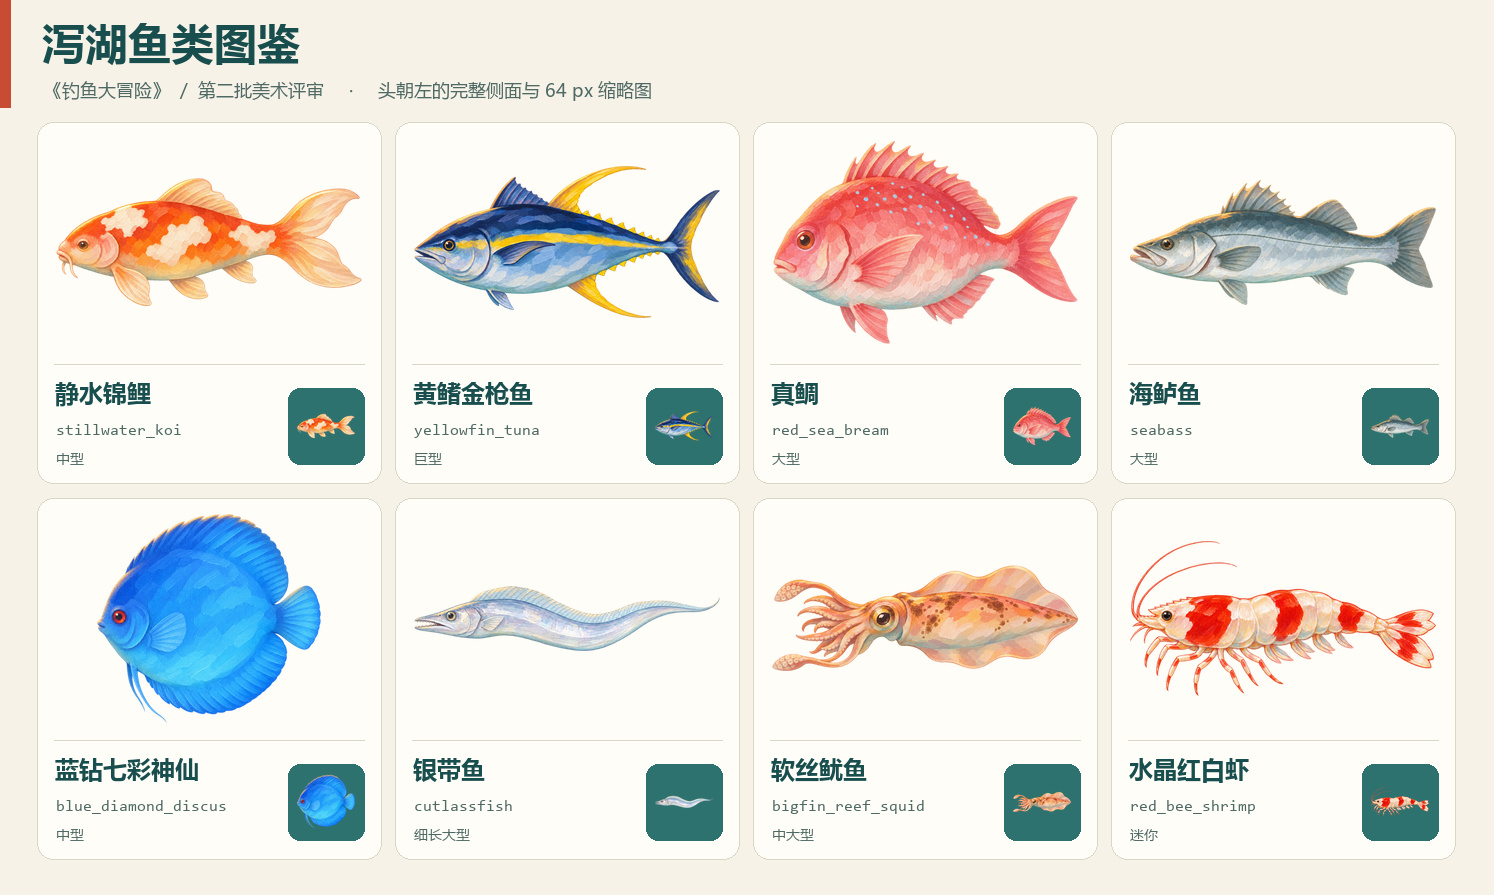 泻湖鱼类图鉴
《钓鱼大冒险》 / 第二批美术评审 · 头朝左的完整侧面与 64 px 缩略图
静水锦鲤
stillwater_koi
中型
黄鳍金枪鱼
yellowfin_tuna
巨型
真鲷
red_sea_bream
大型
海鲈鱼
seabass
大型
蓝钻七彩神仙
blue_diamond_discus
中型
银带鱼
cutlassfish
细长大型
软丝鱿鱼
bigfin_reef_squid
中大型
水晶红白虾
red_bee_shrimp
迷你